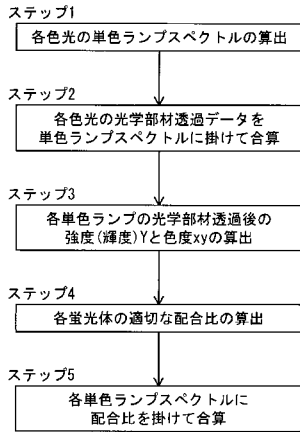 ステップ1
各色光の単色ランプスペクトルの算出
ステップ2
各色光の光学部材透過データを
単色ランプスペクトルに掛けて合算
ステップ3
各単色ランプの光学部材透過後の
強度(輝度)Yと色度xyの算出
ステップ4
各蛍光体の適切な配合比の算出
ステップ5
各単色ランプスペクトルに
配合比を掛けて合算